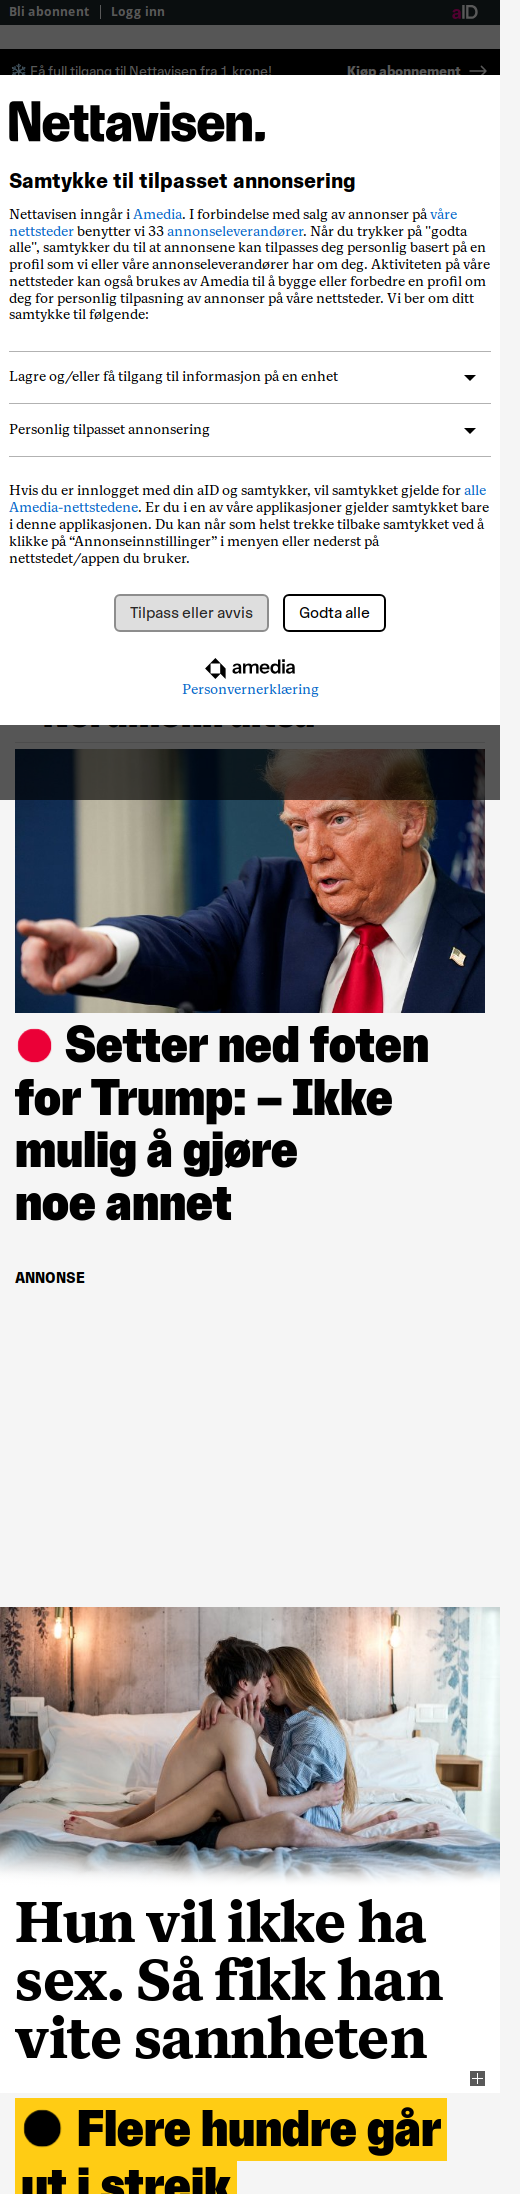 Bli abonnent
Logg inn
aID
Få full tilgang til Nettavisen fra 1 krone!
Kjøp abonnement
Nettavisen.
Samtykke til tilpasset annonsering
Nettavisen inngår i Amedia. I forbindelse med salg av annonser på våre
nettsteder benytter vi 33 annonseleverandører. Når du trykker på "godta
alle", samtykker du til at annonsene kan tilpasses deg personlig basert på en
profil som vi eller våre annonseleverandører har om deg. Aktiviteten på våre
nettsteder kan også brukes av Amedia til å bygge eller forbedre en profil om
deg for personlig tilpasning av annonser på våre nettsteder. Vi ber om ditt
samtykke til følgende:
Lagre og/eller få tilgang til informasjon på en enhet
Personlig tilpasset annonsering
Hvis du er innlogget med din aID og samtykker, vil samtykket gjelde for alle
Amedia-nettstedene. Er du i en av våre applikasjoner gjelder samtykket bare
i denne applikasjonen. Du kan når som helst trekke tilbake samtykket ved å
klikke på “Annonseinnstillinger” i menyen eller nederst på
nettstedet/appen du bruker.
Tilpass eller avvis
Godta alle
amedia
Personvernerklæring
Setter ned foten
for Trump: – Ikke
mulig å gjøre
noe annet
ANNONSE
Hun vil ikke ha
sex. Så fikk han
vite sannheten
Flere hundre går
ut i streik